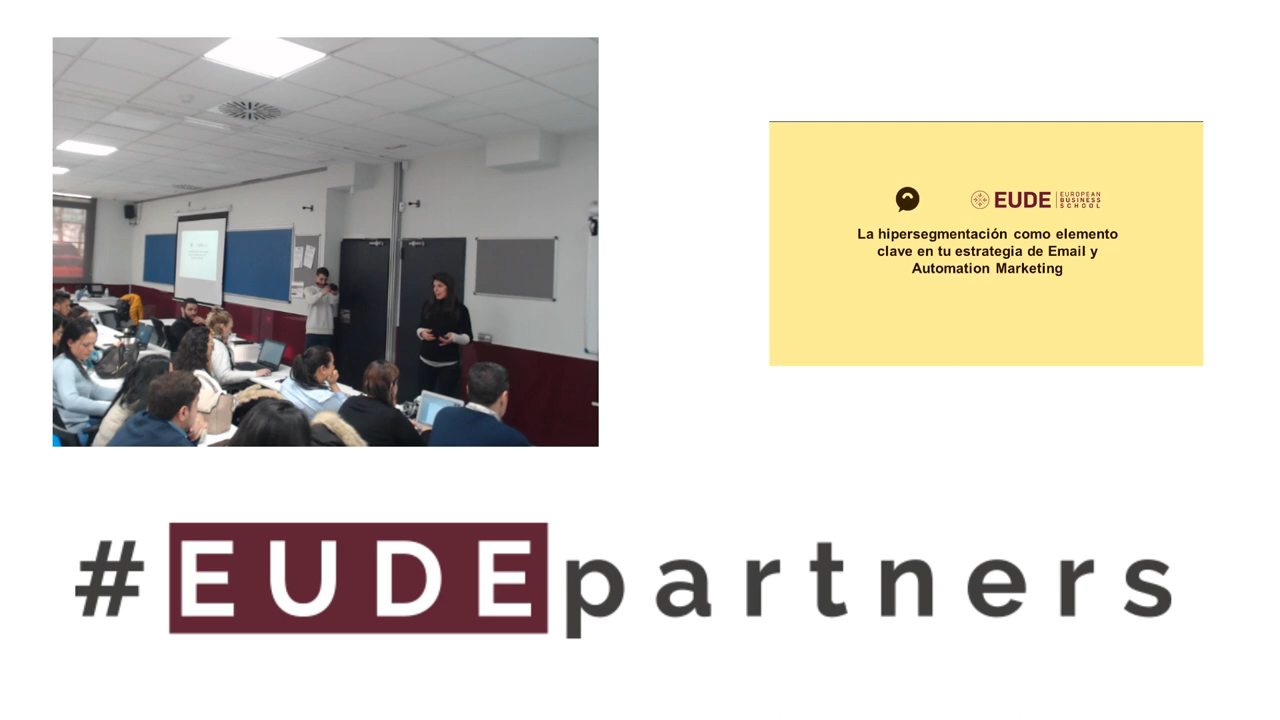 EUDE
EUROPEAN
BUSINESS
SCHOOL
La hipersegmentación como elemento
clave en tu estrategia de Email y
Automation Marketing
#EUDEpartners